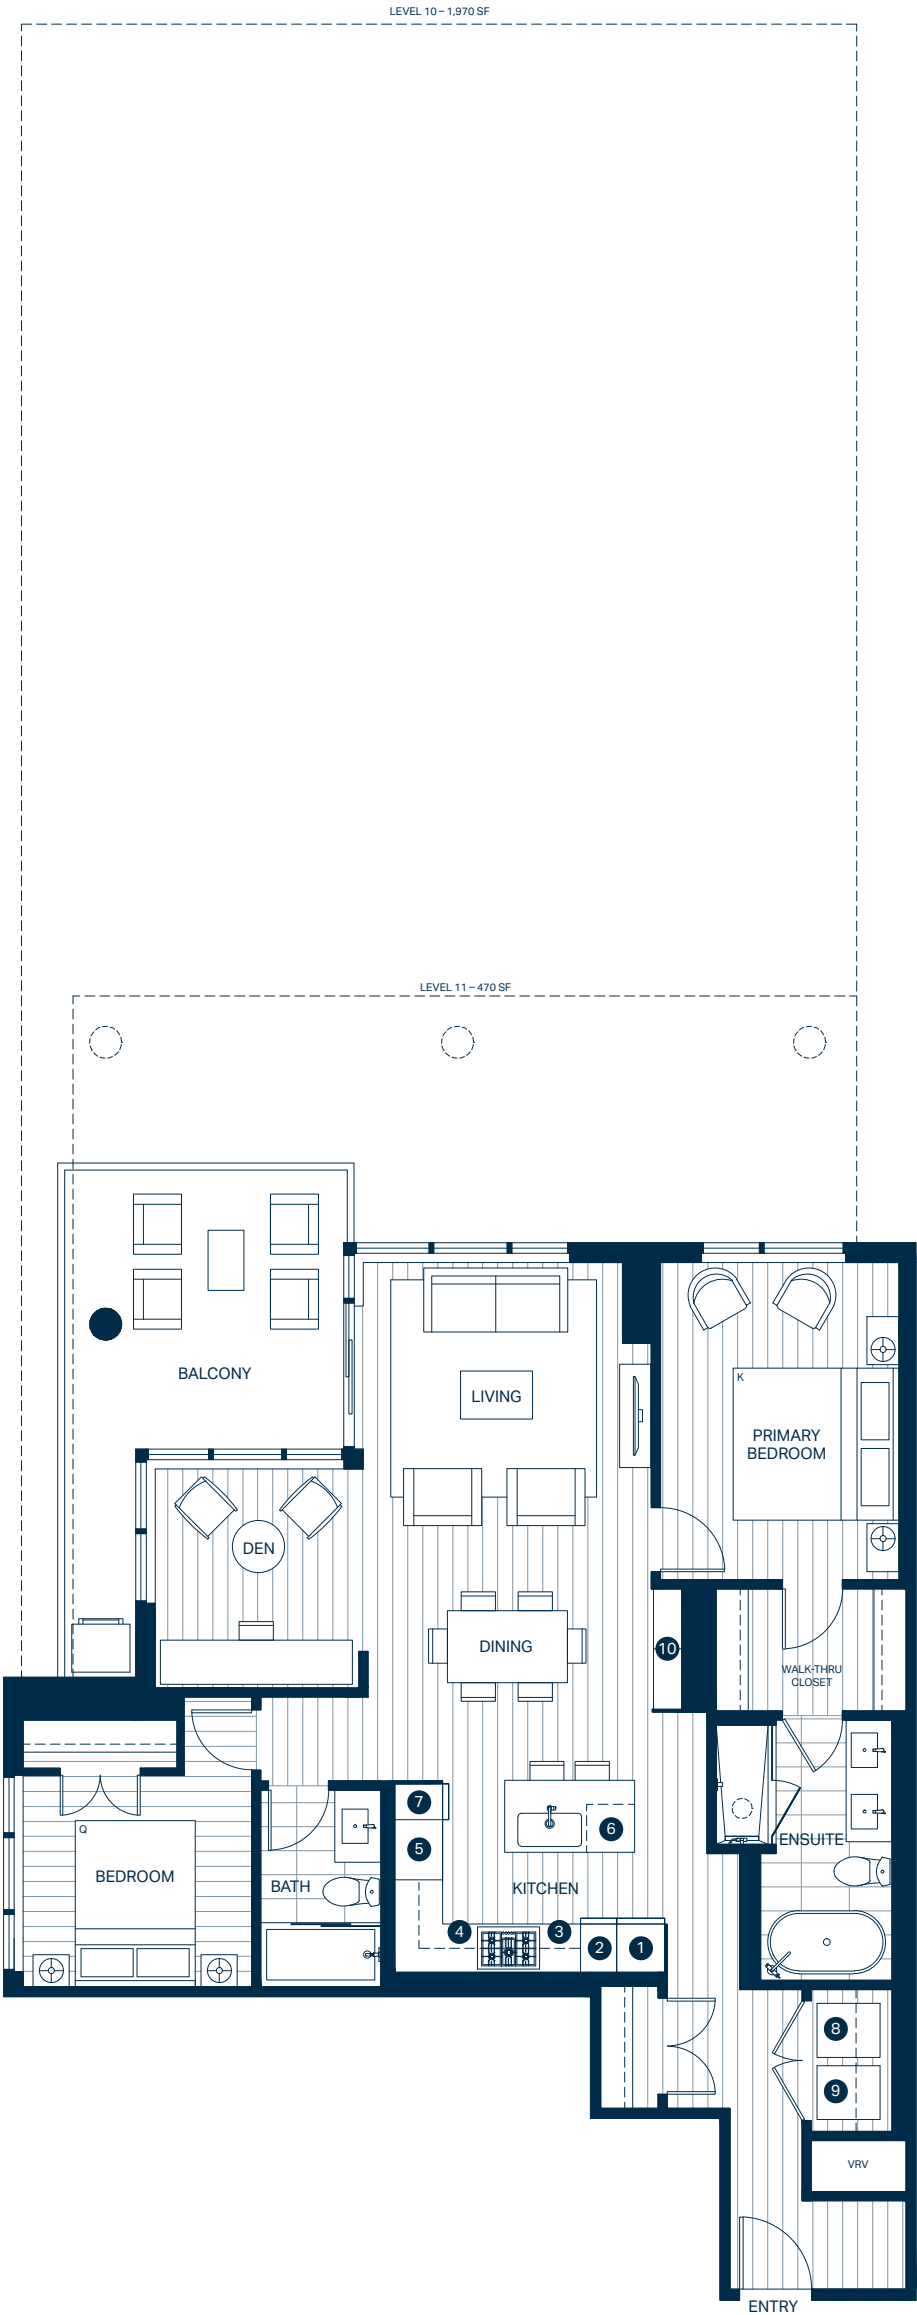 LEVEL 10 – 1,970 SF
LEVEL 11 – 470 SF
BALCONY
LIVING
K
PRIMARY
BEDROOM
DEN
DINING
10
WALK-THRU
CLOSET
7
5
6
Q
BEDROOM
BATH
KITCHEN
ENSUITE
4
3
2
1
8
9
VRV
ENTRY